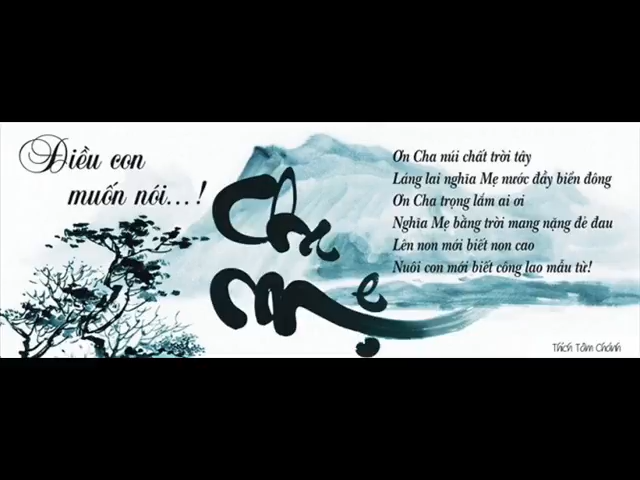 Điều con
muốn nói...!
Cha
Mẹ
Ơn Cha núi chất trời tây
Láng lai nghĩa Mẹ nước đầy biển đông
Ơn Cha trọng lắm ai ơi
Nghĩa Mẹ bằng trời mang nặng đẻ đau
Lên non mới biết non cao
Nuôi con mới biết công lao mẫu từ!
Thích Tâm Chánh